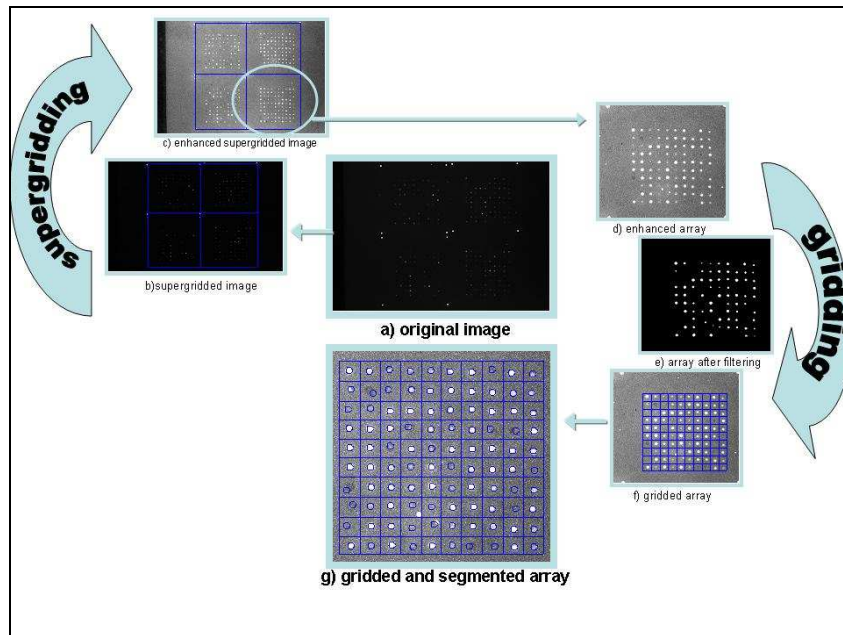 supergridding
c) enhanced supergridded image
b)supergridded image
a) original image
d) enhanced array
gridding
e) array after filtering
f) gridded array
g) gridded and segmented array